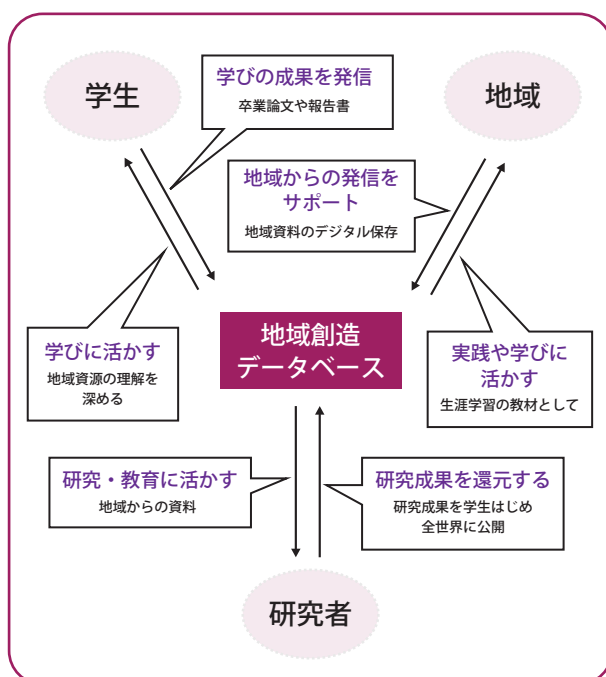 学生
学びの成果を発信
卒業論文や報告書
地域
地域からの発信を
サポート
地域資料のデジタル保存
地域創造
データベース
学びに活かす
地域資源の理解を
深める
実践や学びに
活かす
生涯学習の教材として
研究・教育に活かす
地域からの資料
研究成果を還元する
研究成果を学生はじめ
全世界に公開
研究者